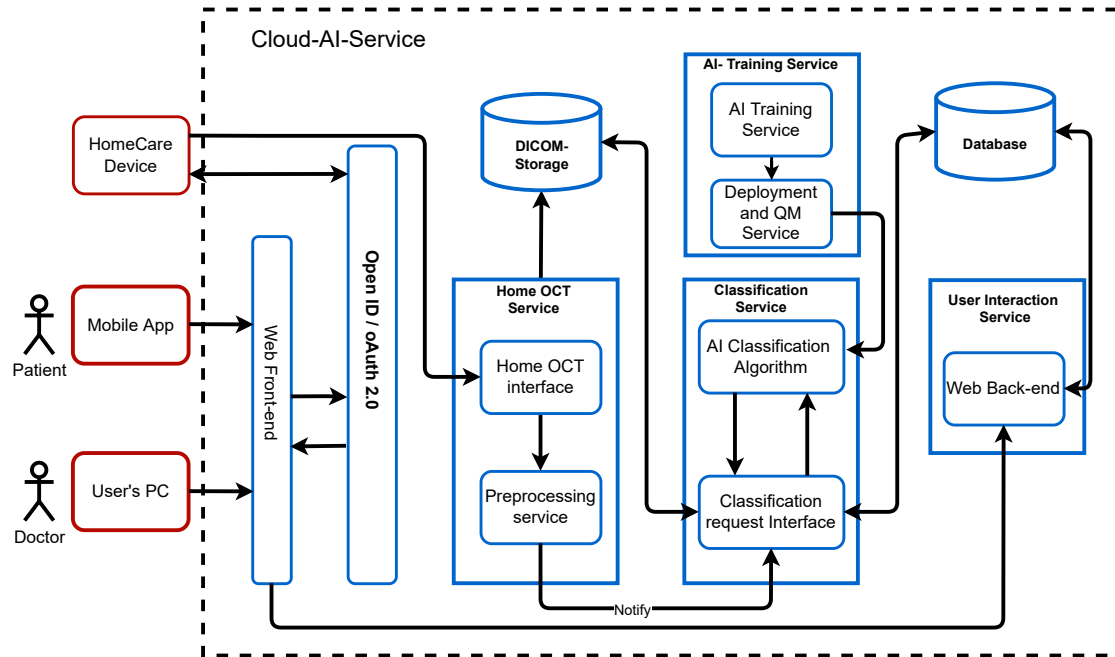 Cloud-AI-Service
HomeCare
Device
Patient
Mobile App
Doctor
User's PC
Web Front-end
Open ID / oAuth 2.0
DICOM-
Storage
Home OCT
Service
Home OCT
interface
Preprocessing
service
Notify
AI- Training Service
AI Training
Service
Deployment
and QM
Service
Classification
Service
AI Classification
Algorithm
Classification
request Interface
Database
User Interaction
Service
Web Back-end